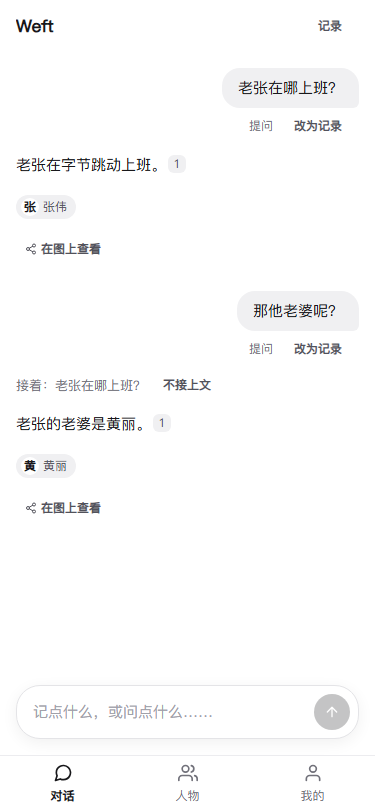 Weft 记录
老张在哪上班？
提问 改为记录
老张在字节跳动上班。 1
张 张伟
在图上查看
那他老婆呢？
提问 改为记录
接着：老张在哪上班？ 不接上文
老张的老婆是黄丽。 1
黄 黄丽
在图上查看
记点什么，或问点什么……
对话 人物 我的